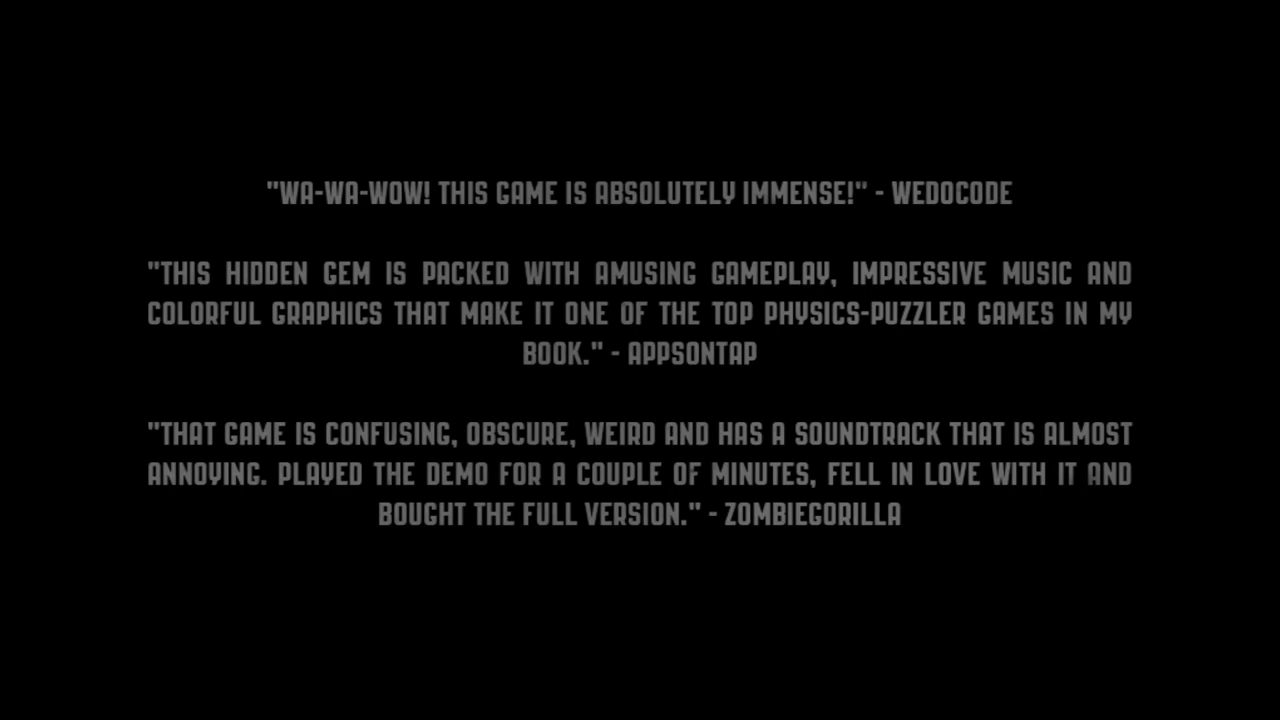 "WA-WA-WOW! THIS GAME IS ABSOLUTELY IMMENSE!" - WEDOCODE
"THIS HIDDEN GEM IS PACKED WITH AMUSING GAMEPLAY, IMPRESSIVE MUSIC AND
COLORFUL GRAPHICS THAT MAKE IT ONE OF THE TOP PHYSICS-PUZZLER GAMES IN MY
BOOK." - APPSONTAP
"THAT GAME IS CONFUSING, OBSCURE, WEIRD AND HAS A SOUNDTRACK THAT IS ALMOST
ANNOYING. PLAYED THE DEMO FOR A COUPLE OF MINUTES, FELL IN LOVE WITH IT AND
BOUGHT THE FULL VERSION." - ZOMBIEGORILLA